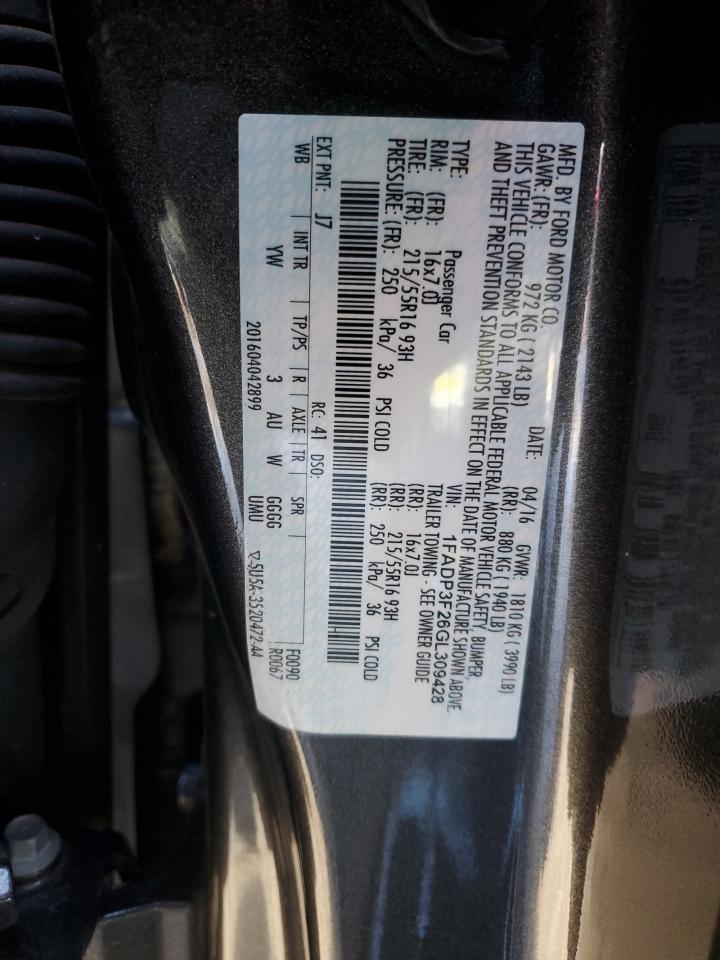 MFD. BY FORD MOTOR CO. DATE: 04/16 GVWR: 1810 KG ( 3990 LB)
GAWR: (FR): 972 KG ( 2143 LB) (RR): 880 KG ( 1940 LB)
THIS VEHICLE CONFORMS TO ALL APPLICABLE FEDERAL MOTOR VEHICLE SAFETY, BUMPER,
AND THEFT PREVENTION STANDARDS IN EFFECT ON THE DATE OF MANUFACTURE SHOWN ABOVE.
VIN: 1FADP3F26GL309428
TYPE: Passenger Car TRAILER TOWING - SEE OWNER GUIDE
RIM: (FR): 16x7.0J (RR): 16x7.0J
TIRE: (FR): 215/55R16 93H (RR): 215/55R16 93H
PRESSURE: (FR): 250 kPa/ 36 PSI COLD (RR): 250 kPa/ 36 PSI COLD
EXT PNT: J7 RC: 41 DSO: F0090
WB INT TR TP/PS R AXLE TR SPR R0067
YW 3 AU W GGGG
201604042899 UMU 5U5A-3520472-AA